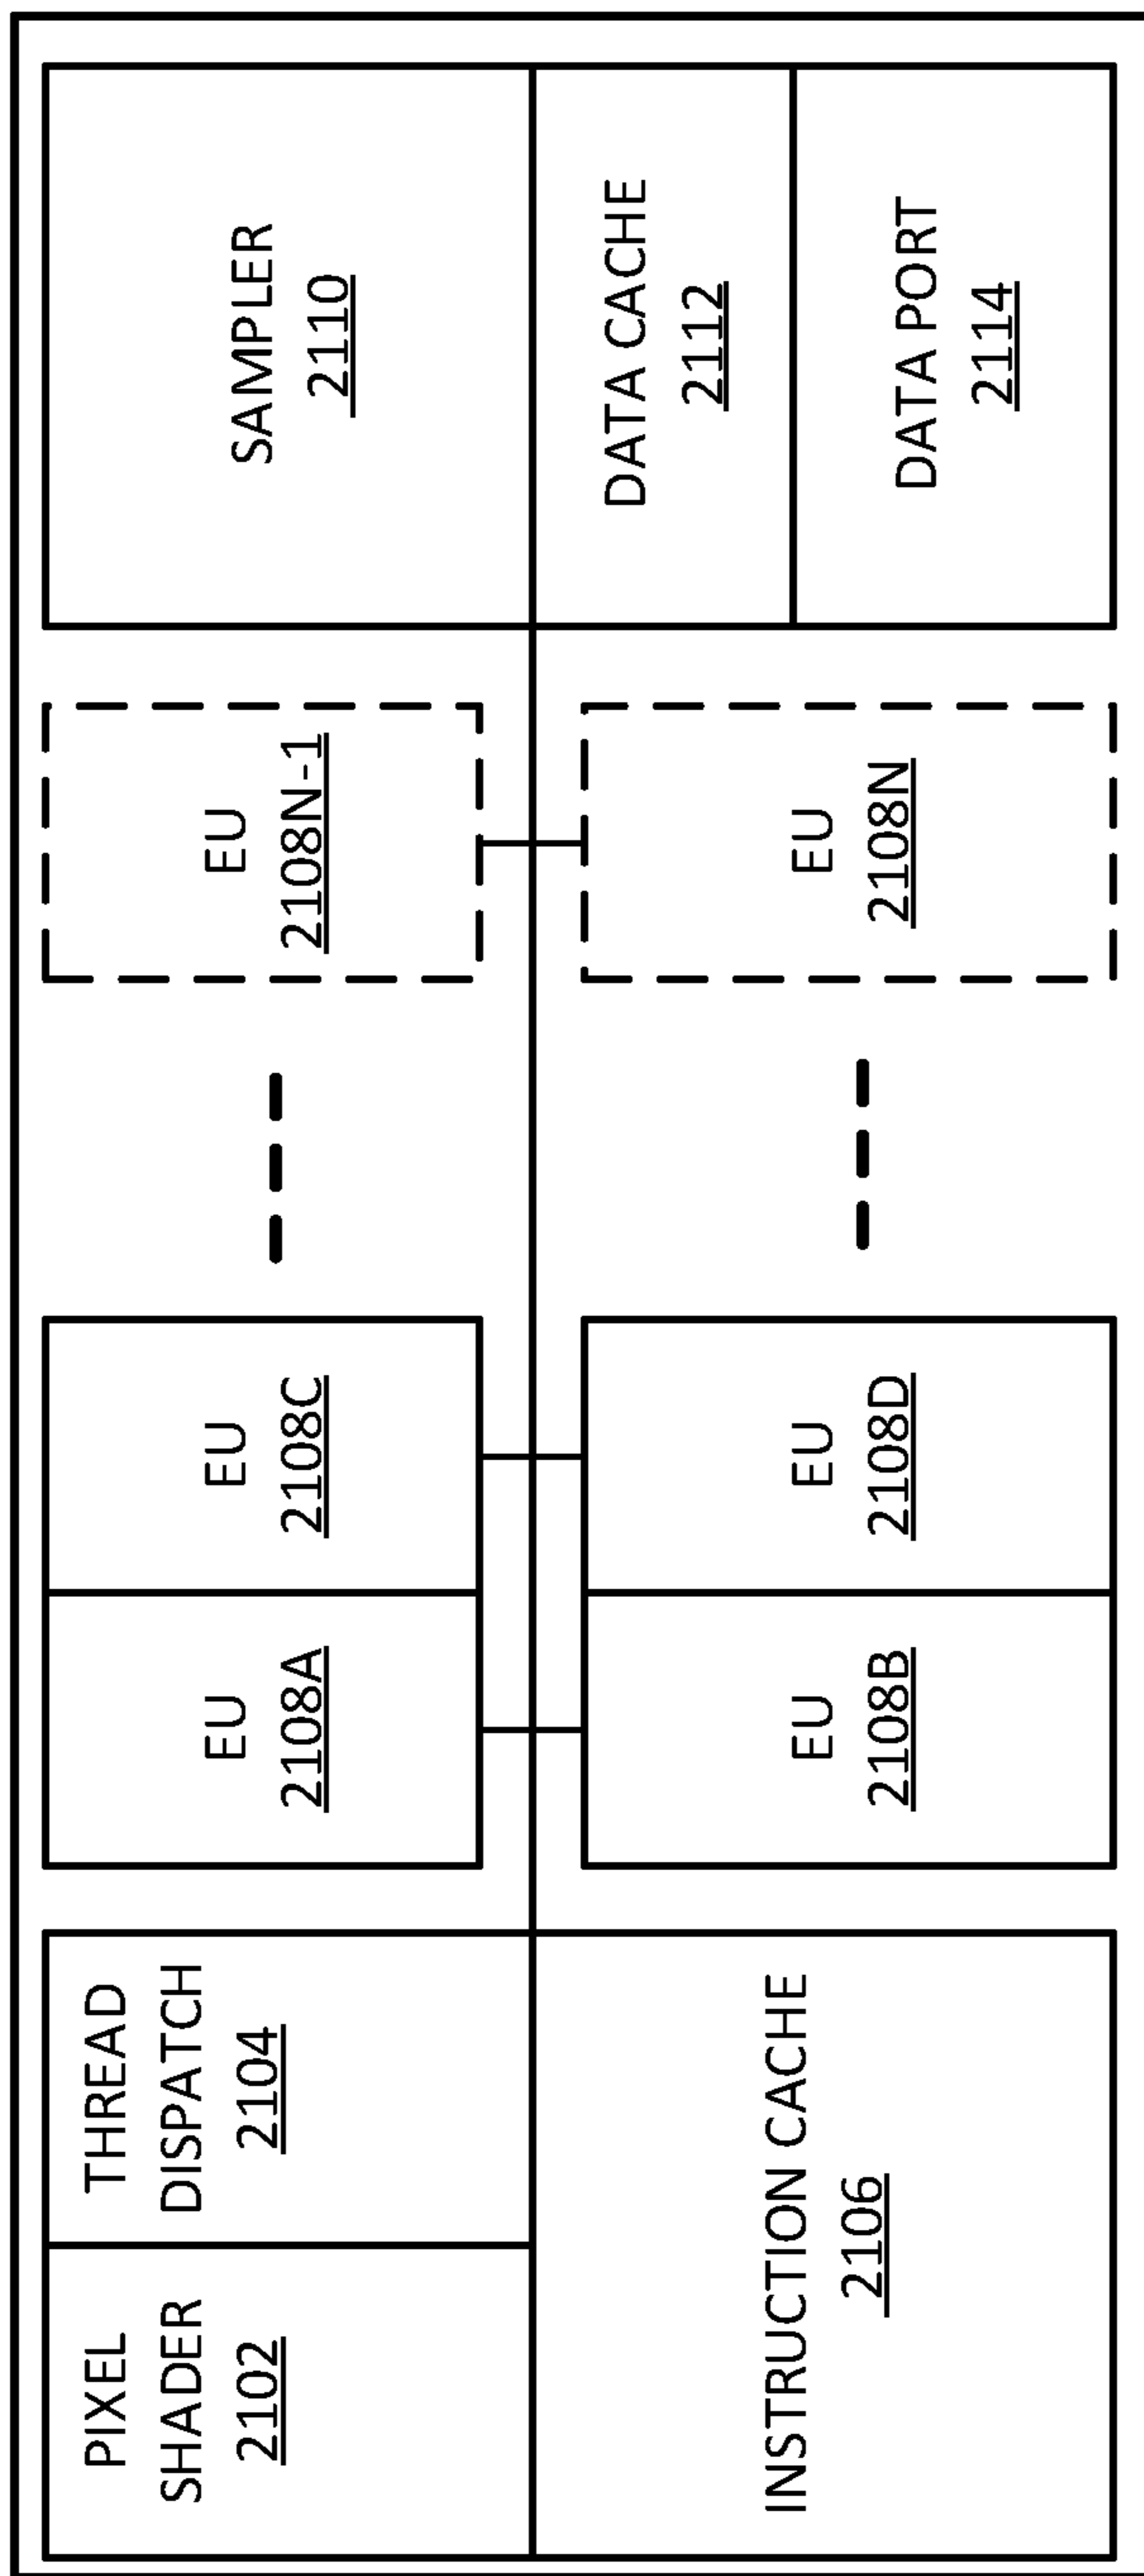 PIXEL
SHADER
2102
THREAD
DISPATCH
2104
INSTRUCTION CACHE
2106
EU
2108A
EU
2108C
EU
2108B
EU
2108D
EU
2108N-1
EU
2108N
SAMPLER
2110
DATA CACHE
2112
DATA PORT
2114